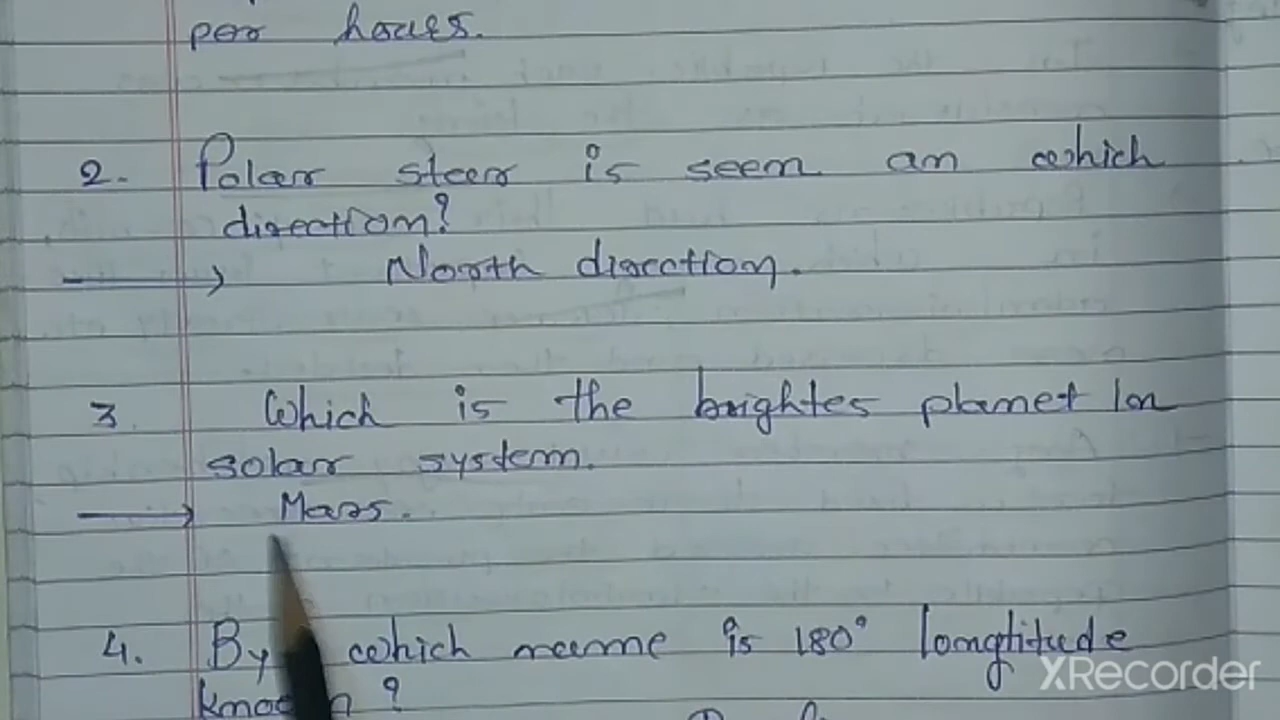 per hours.
2. Polar star is seem an which
direction?
North direction.
3. Which is the brightes planet in
solar system.
Mars.
4. By which name is 180° longtitude
known?
XRecorder